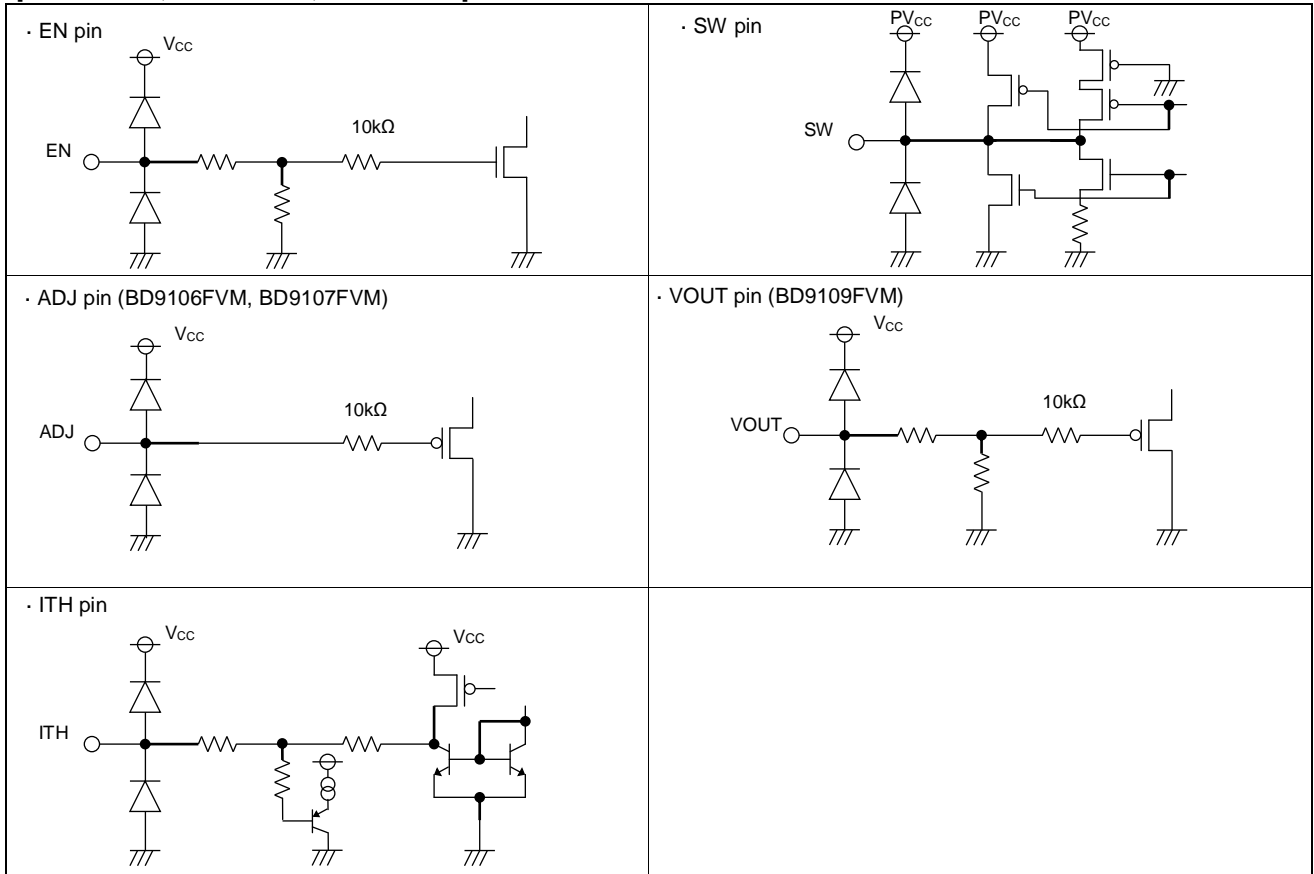 · EN pin
VCC
10kΩ
EN
· SW pin
PVCC PVCC PVCC
SW
· ADJ pin (BD9106FVM, BD9107FVM)
VCC
10kΩ
ADJ
· VOUT pin (BD9109FVM)
VCC
10kΩ
VOUT
· ITH pin
VCC
VCC
ITH